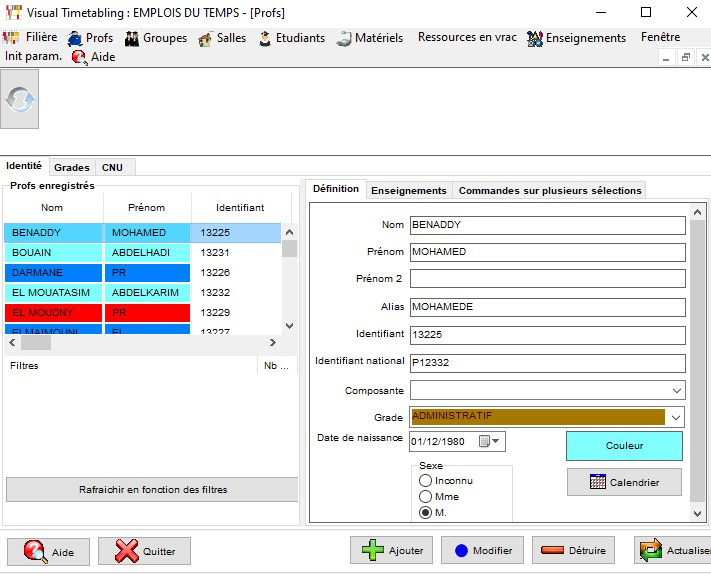 Visual Timetabling : EMPLOIS DU TEMPS - [Profs]
Filière Profs Groupes Salles Etudiants Matériels Ressources en vrac Enseignements Fenêtre
Init param. Aide
Identité Grades CNU
Profs enregistrés
Nom Prénom Identifiant
BENADDY MOHAMED 13225
BOUAIN ABDELHADI 13231
DARMANE PR 13226
EL MOUATASIM ABDELKARIM 13232
EL MOUDNY PR 13229
ELMAIMOUNI EL 13227
Filtres Nb ...
Rafraichir en fonction des filtres
Définition Enseignements Commandes sur plusieurs sélections
Nom BENADDY
Prénom MOHAMED
Prénom 2
Alias MOHAMEDE
Identifiant 13225
Identifiant national P12332
Composante
Grade ADMINISTRATIF
Date de naissance 01/12/1980
Couleur
Sexe
Inconnu
Calendrier
Mme
M.
Aide Quitter Ajouter Modifier Détruire Actualiser